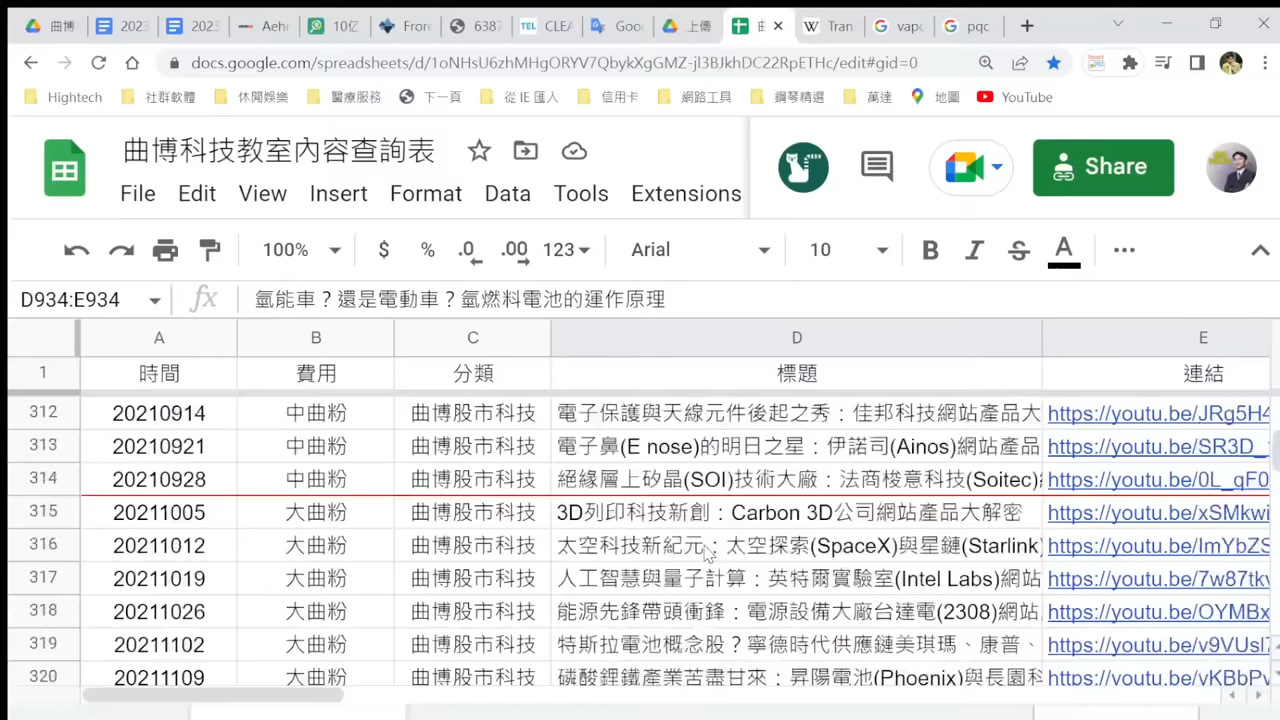 曲博 2023 2023 Aehr 10亿 Frore 6387 TEL CLEA Goo 上傳 曲 Tran vapo pqc
docs.google.com/spreadsheets/d/1oNHsU6zhMHgORYV7QbykXgGMZ-jI3BJkhDC22RpETHc/edit#gid=0
Hightech 社群軟體 休閒娛樂 醫療服務 下一頁 從 IE 匯入 信用卡 網路工具 鋼琴精選 萬達 地圖 YouTube
曲博科技教室內容查詢表
Share
File Edit View Insert Format Data Tools Extensions
100% $ % .0 .00 123 Arial 10 B I S A
D934:E934 fx 氫能車？還是電動車？氫燃料電池的運作原理
A B C D E
1 時間 費用 分類 標題 連結
312 20210914 中曲粉 曲博股市科技 電子保護與天線元件後起之秀：佳邦科技網站產品大 https://youtu.be/JRg5H4
313 20210921 中曲粉 曲博股市科技 電子鼻(E nose)的明日之星：伊諾司(Ainos)網站產品 https://youtu.be/SR3D_
314 20210928 中曲粉 曲博股市科技 絕緣層上矽晶(SOI)技術大廠：法商梭意科技(Soitec) https://youtu.be/0L_qF0
315 20211005 大曲粉 曲博股市科技 3D列印科技新創：Carbon 3D公司網站產品大解密 https://youtu.be/xSMkwi
316 20211012 大曲粉 曲博股市科技 太空科技新紀元：太空探索(SpaceX)與星鏈(Starlink) https://youtu.be/ImYbZS
317 20211019 大曲粉 曲博股市科技 人工智慧與量子計算：英特爾實驗室(Intel Labs)網站 https://youtu.be/7w87tkv
318 20211026 大曲粉 曲博股市科技 能源先鋒帶頭衝鋒：電源設備大廠台達電(2308)網站 https://youtu.be/OYMBx
319 20211102 大曲粉 曲博股市科技 特斯拉電池概念股？寧德時代供應鏈美琪瑪、康普、 https://youtu.be/v9VUsl7
320 20211109 大曲粉 曲博股市科技 磷酸鋰鐵產業苦盡甘來：昇陽電池(Phoenix)與長園科 https://youtu.be/vKBbPv